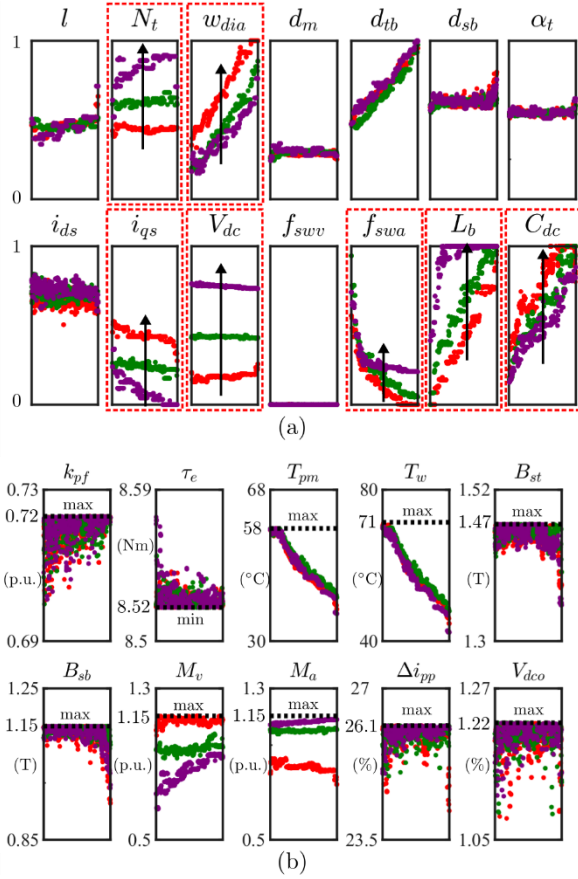 l N_t w_dia d_m d_tb d_sb α_t
1
0
i_ds i_qs V_dc f_swv f_swa L_b C_dc
1
0
(a)
k_pf τ_e T_pm T_w B_st
0.73 8.59 68 80 1.52
max max max max
0.72 58 71 1.47
(p.u.) (Nm) (°C) (°C) (T)
8.52 min
0.69 8.5 30 40 1.3
B_sb M_v M_a Δi_pp V_dco
1.25 1.3 1.3 27 1.27
max max max max max
1.15 1.15 1.15 26.1 1.22
(T) (p.u.) (p.u.) (%) (%)
0.85 0.5 0.5 23.5 1.05
(b)